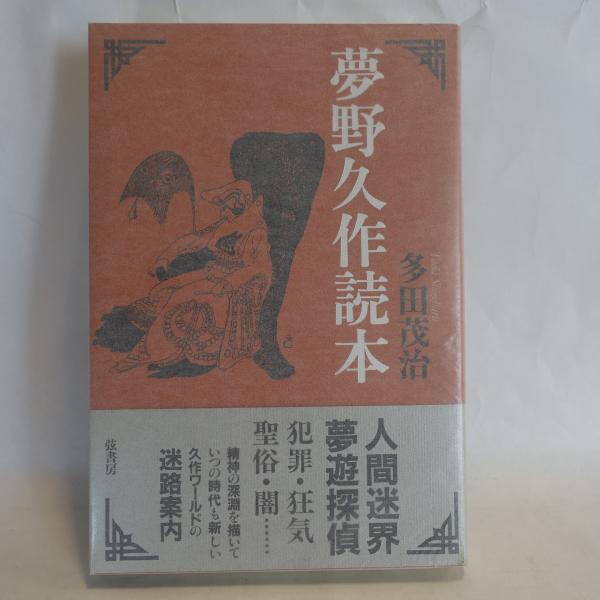 夢野久作読本
多田茂治
人間迷界
夢遊探偵
犯罪・狂気
聖俗・闇……
精神の深淵を描いて
いつの時代も新しい
久作ワールドの
迷路案内
弦書房